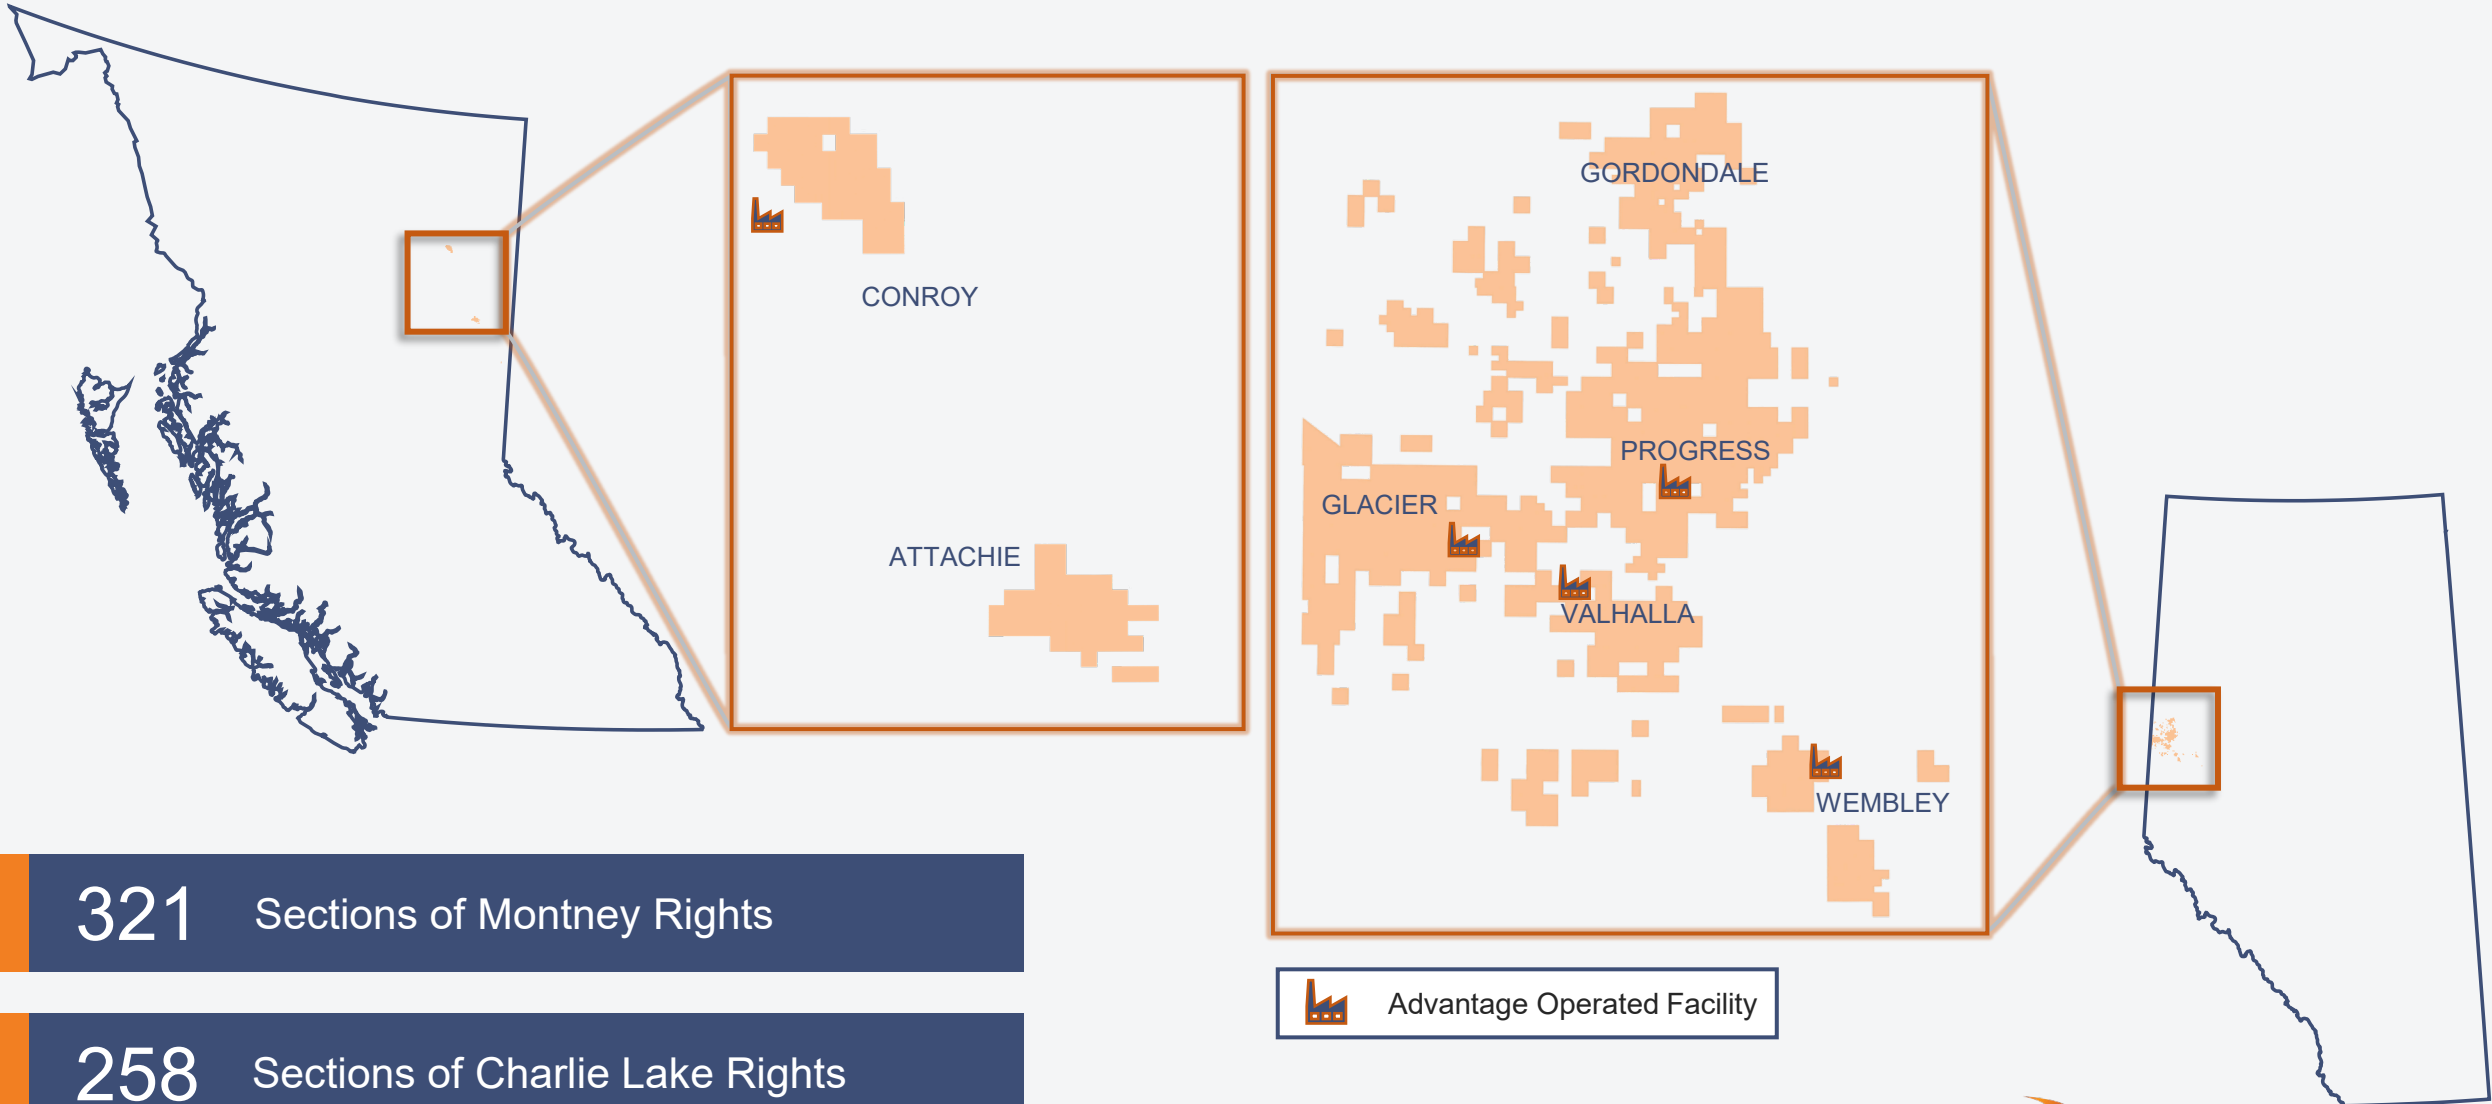 CONROY
ATTACHIE
GORDONDALE
PROGRESS
GLACIER
VALHALLA
WEMBLEY
321 Sections of Montney Rights
258 Sections of Charlie Lake Rights
Advantage Operated Facility